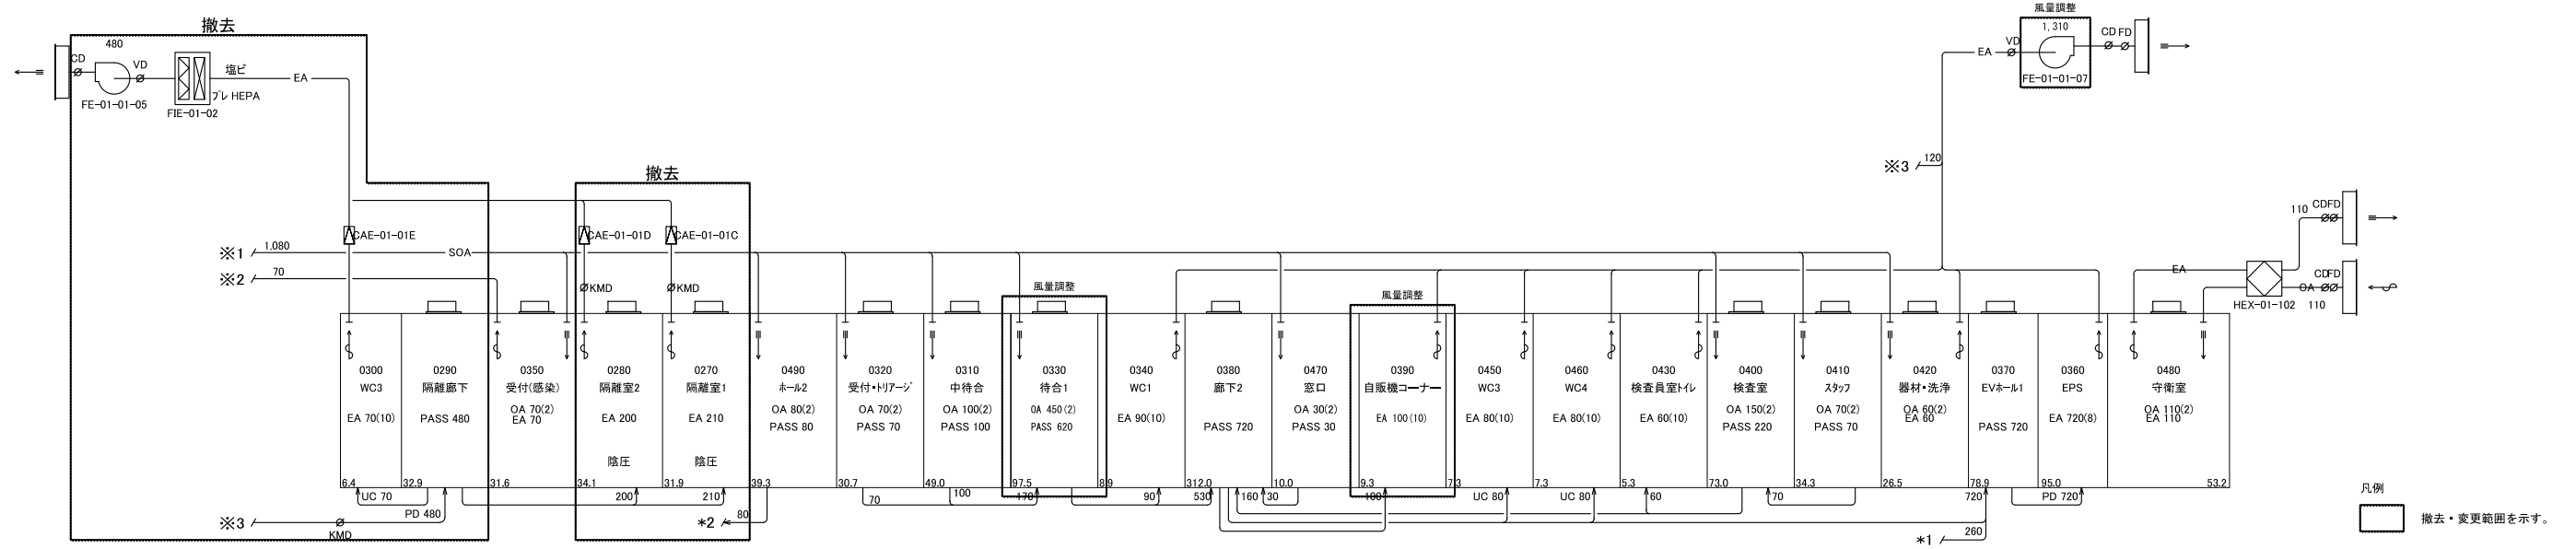 撤去
480
CD
VD
塩ビ
EA
プレ HEPA
FE-01-01-05
FIE-01-02
風量調整
1,310
EA
VD
CD FD
FE-01-01-07
※3
120
撤去
CAE-01-01E
CAE-01-01D
CAE-01-01C
※1
1,080
SOA
※2
70
KMD
KMD
110
CDFD
EA
CDFD
OA
HEX-01-102
110
風量調整
風量調整
0300
WC3
EA 70(10)
6.4
0290
隔離廊下
PASS 480
32.9
0350
受付(感染)
OA 70(2)
EA 70
31.6
0280
隔離室2
EA 200
陰圧
34.1
0270
隔離室1
EA 210
陰圧
31.9
0490
ホール2
OA 80(2)
PASS 80
39.3
0320
受付・トリアージ
OA 70(2)
PASS 70
30.7
0310
中待合
OA 100(2)
PASS 100
49.0
0330
待合1
OA 450(2)
PASS 620
97.5
0340
WC1
EA 90(10)
8.9
0380
廊下2
PASS 720
312.0
0470
窓口
OA 30(2)
PASS 30
10.0
0390
自販機コーナー
EA 100(10)
9.3
0450
WC3
EA 80(10)
7.3
0460
WC4
EA 80(10)
7.3
0430
検査員室トイレ
EA 60(10)
5.3
0400
検査室
OA 150(2)
PASS 220
73.0
0410
スタッフ
OA 70(2)
PASS 70
34.3
0420
器材・洗浄
OA 60(2)
EA 60
26.5
0370
EVホール1
PASS 720
78.9
0360
EPS
EA 720(8)
95.0
0480
守衛室
OA 110(2)
EA 110
53.2
UC 70
200
210
70
100
170
90
530
160
30
100
UC 80
UC 80
60
70
720
PD 720
PD 480
※3
KMD
*2
80
*1
260
凡例
撤去・変更範囲を示す。